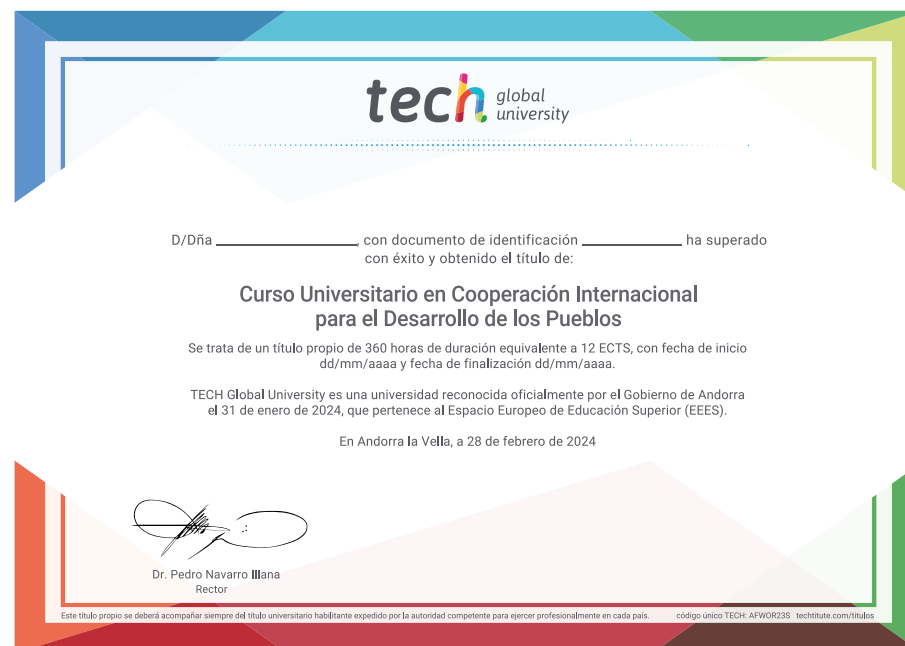 tech global university
D/Dña ________________, con documento de identificación ____________ ha superado
con éxito y obtenido el título de:
Curso Universitario en Cooperación Internacional
para el Desarrollo de los Pueblos
Se trata de un título propio de 360 horas de duración equivalente a 12 ECTS, con fecha de inicio
dd/mm/aaaa y fecha de finalización dd/mm/aaaa.
TECH Global University es una universidad reconocida oficialmente por el Gobierno de Andorra
el 31 de enero de 2024, que pertenece al Espacio Europeo de Educación Superior (EEES).
En Andorra la Vella, a 28 de febrero de 2024
Dr. Pedro Navarro Illana
Rector
Este título propio se deberá acompañar siempre del título universitario habilitante expedido por la autoridad competente para ejercer profesionalmente en cada país. código único TECH: AFWOR23S techtitute.com/titulos